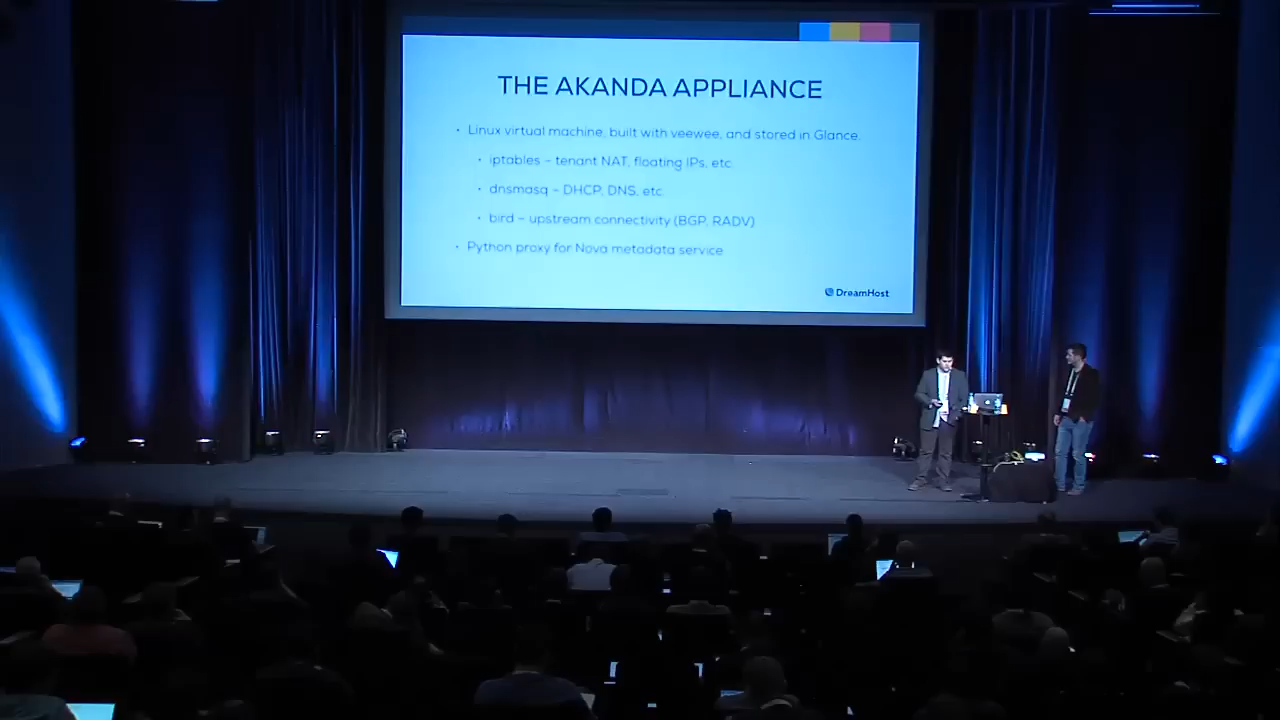 THE AKANDA APPLIANCE
• Linux virtual machine, built with veewee, and stored in Glance.
• iptables – tenant NAT, floating IPs, etc.
• dnsmasq – DHCP, DNS, etc.
• bird – upstream connectivity (BGP, RADV)
• Python proxy for Nova metadata service
DreamHost